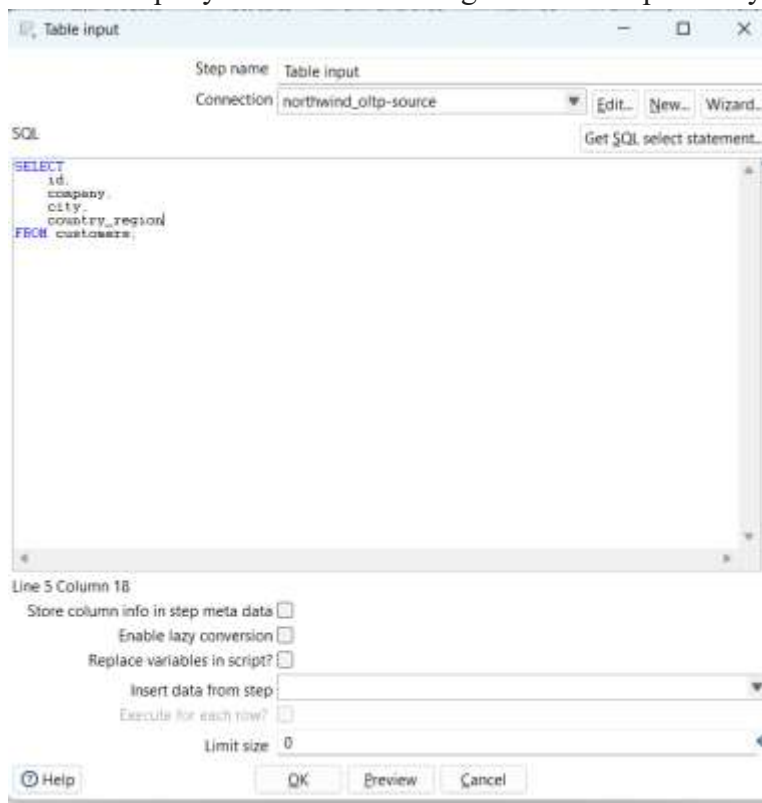 Table input
Step name Table input
Connection northwind_oltp-source Edit... New... Wizard...
SQL Get SQL select statement...
SELECT
id,
company,
city,
country_region
FROM customers;
Line 5 Column 18
Store column info in step meta data
Enable lazy conversion
Replace variables in script?
Insert data from step
Execute for each row?
Limit size 0
Help OK Preview Cancel